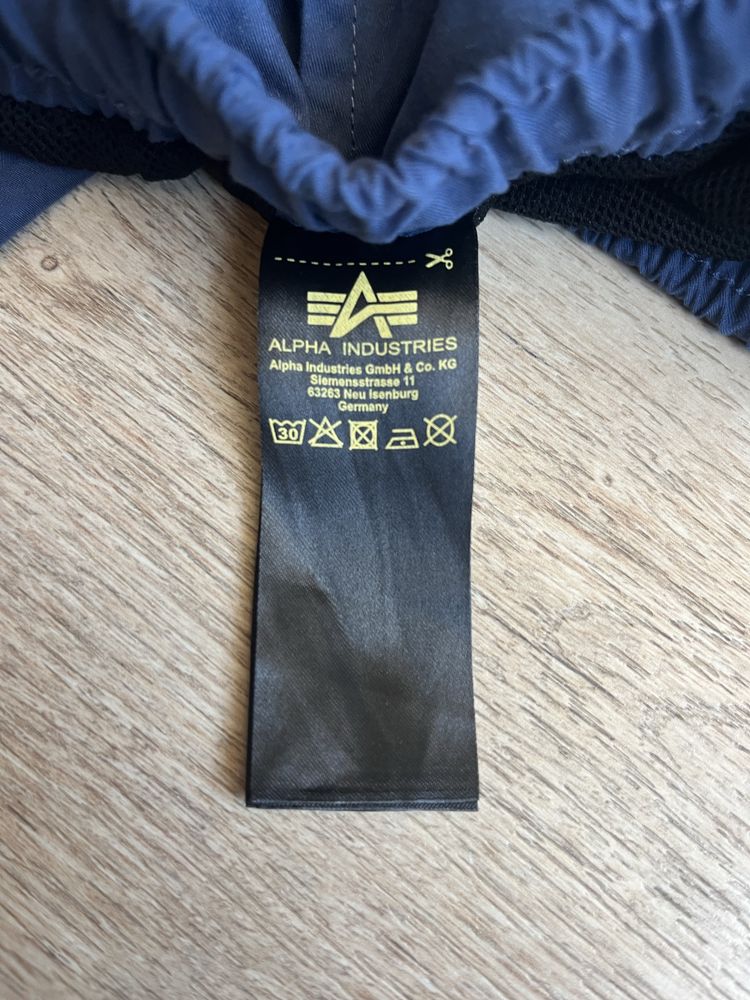 ALPHA INDUSTRIES
Alpha Industries GmbH & Co. KG
Siemensstrasse 11
63263 Neu Isenburg
Germany
30